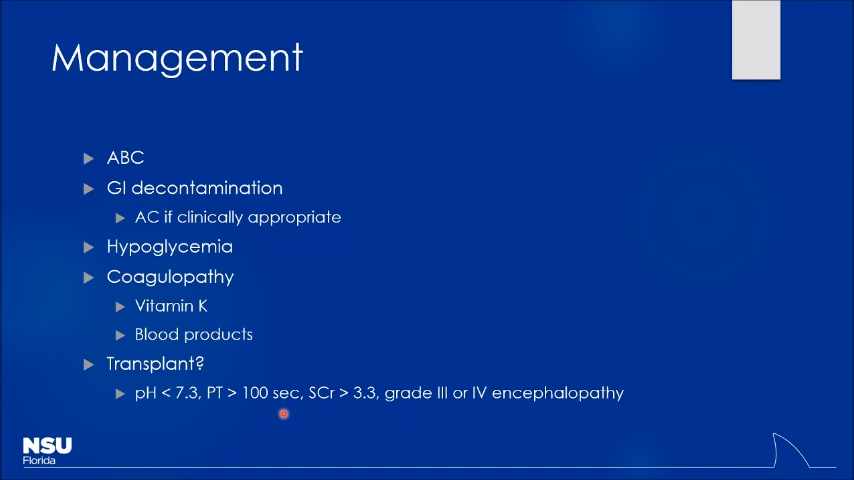 Management
ABC
GI decontamination
AC if clinically appropriate
Hypoglycemia
Coagulopathy
Vitamin K
Blood products
Transplant?
pH < 7.3, PT > 100 sec, SCr > 3.3, grade III or IV encephalopathy
NSU
Florida